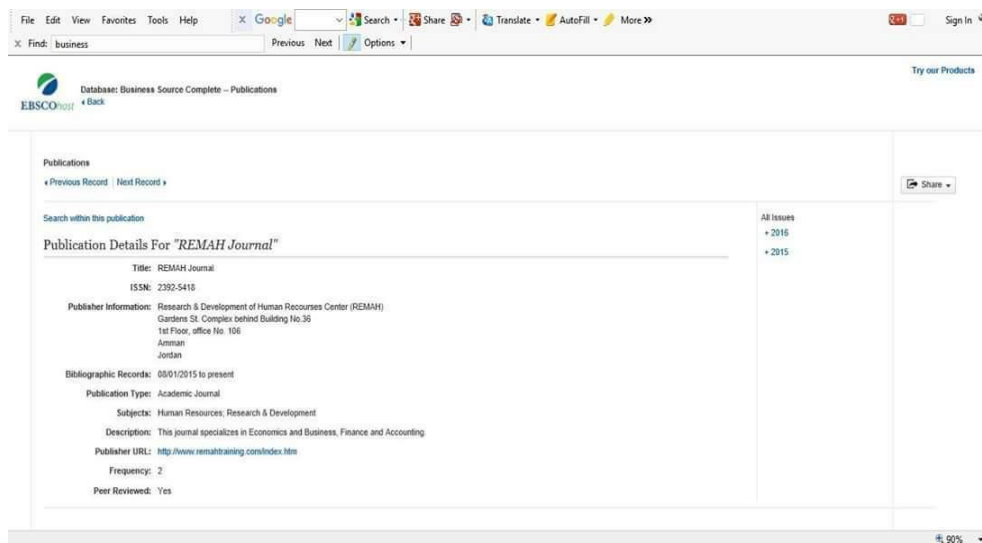 File Edit View Favorites Tools Help x Google Search Share Translate AutoFill More » Sign In
x Find: business Previous Next Options
Try our Products
EBSCOhost Database: Business Source Complete -- Publications
Back
Publications
Previous Record | Next Record
Share
Search within this publication
All Issues
+ 2016
+ 2015
Publication Details For "REMAH Journal"
Title: REMAH Journal
ISSN: 2392-5418
Publisher Information: Research & Development of Human Recourses Center (REMAH)
Gardens St. Complex behind Building No.36
1st Floor, office No. 106
Amman
Jordan
Bibliographic Records: 08/01/2015 to present
Publication Type: Academic Journal
Subjects: Human Resources; Research & Development
Description: This journal specializes in Economics and Business, Finance and Accounting.
Publisher URL: http://www.remahtraining.com/index.htm
Frequency: 2
Peer Reviewed: Yes
90%